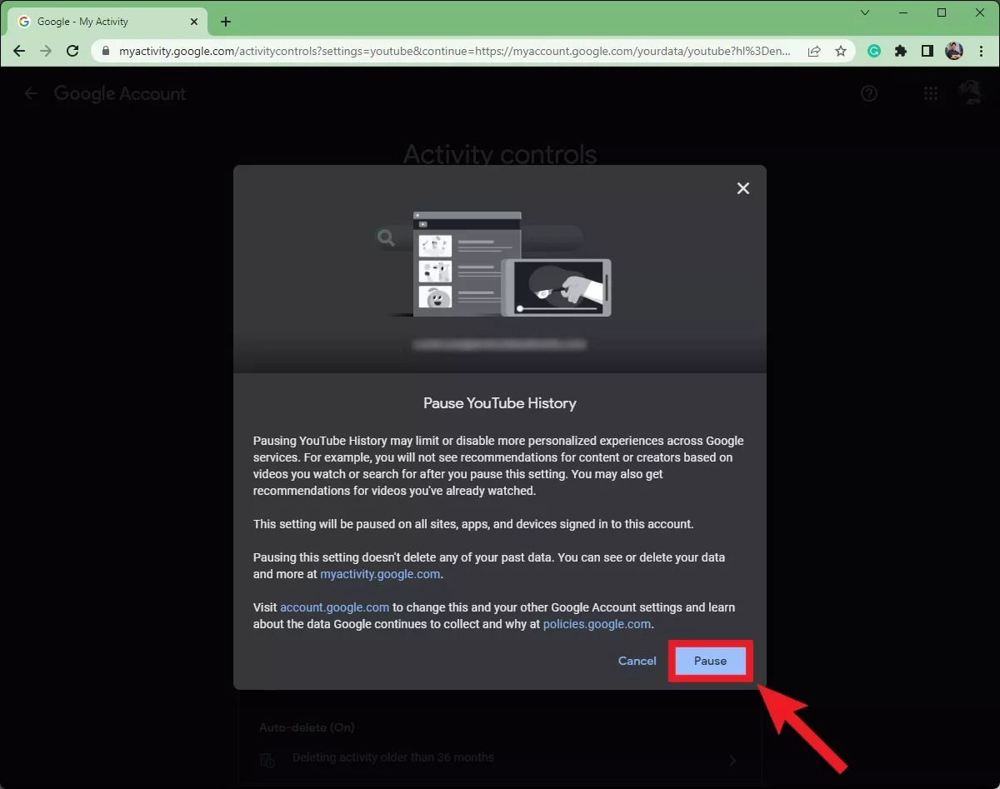 Google - My Activity
myactivity.google.com/activitycontrols?settings=youtube&continue=https://myaccount.google.com/yourdata/youtube?hl%3Den...
Google Account
Activity controls
Pause YouTube History
Pausing YouTube History may limit or disable more personalized experiences across Google
services. For example, you will not see recommendations for content or creators based on
videos you watch or search for after you pause this setting. You may also get
recommendations for videos you've already watched.
This setting will be paused on all sites, apps, and devices signed in to this account.
Pausing this setting doesn't delete any of your past data. You can see or delete your data
and more at myactivity.google.com.
Visit account.google.com to change this and your other Google Account settings and learn
about the data Google continues to collect and why at policies.google.com.
Cancel
Pause
Auto-delete (On)
Deleting activity older than 36 months